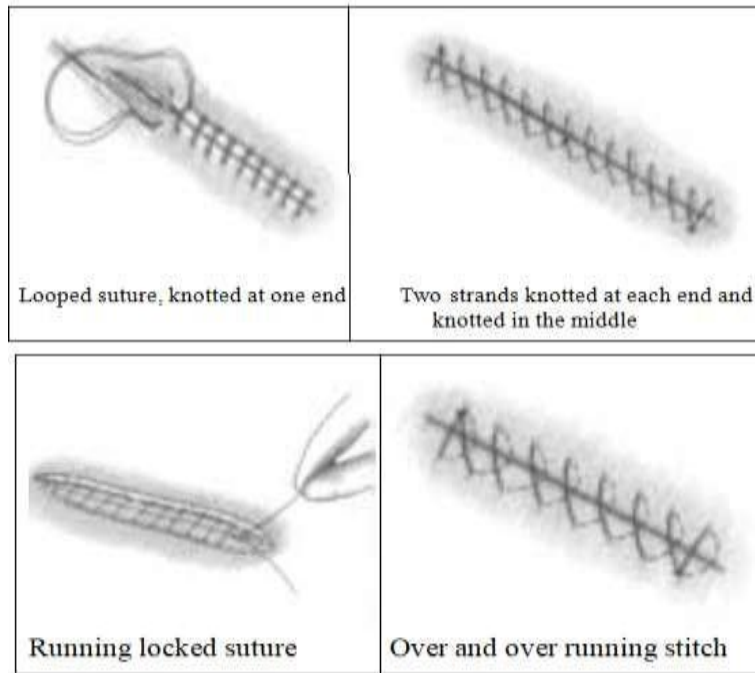 Looped suture, knotted at one end
Two strands knotted at each end and
knotted in the middle
Running locked suture
Over and over running stitch